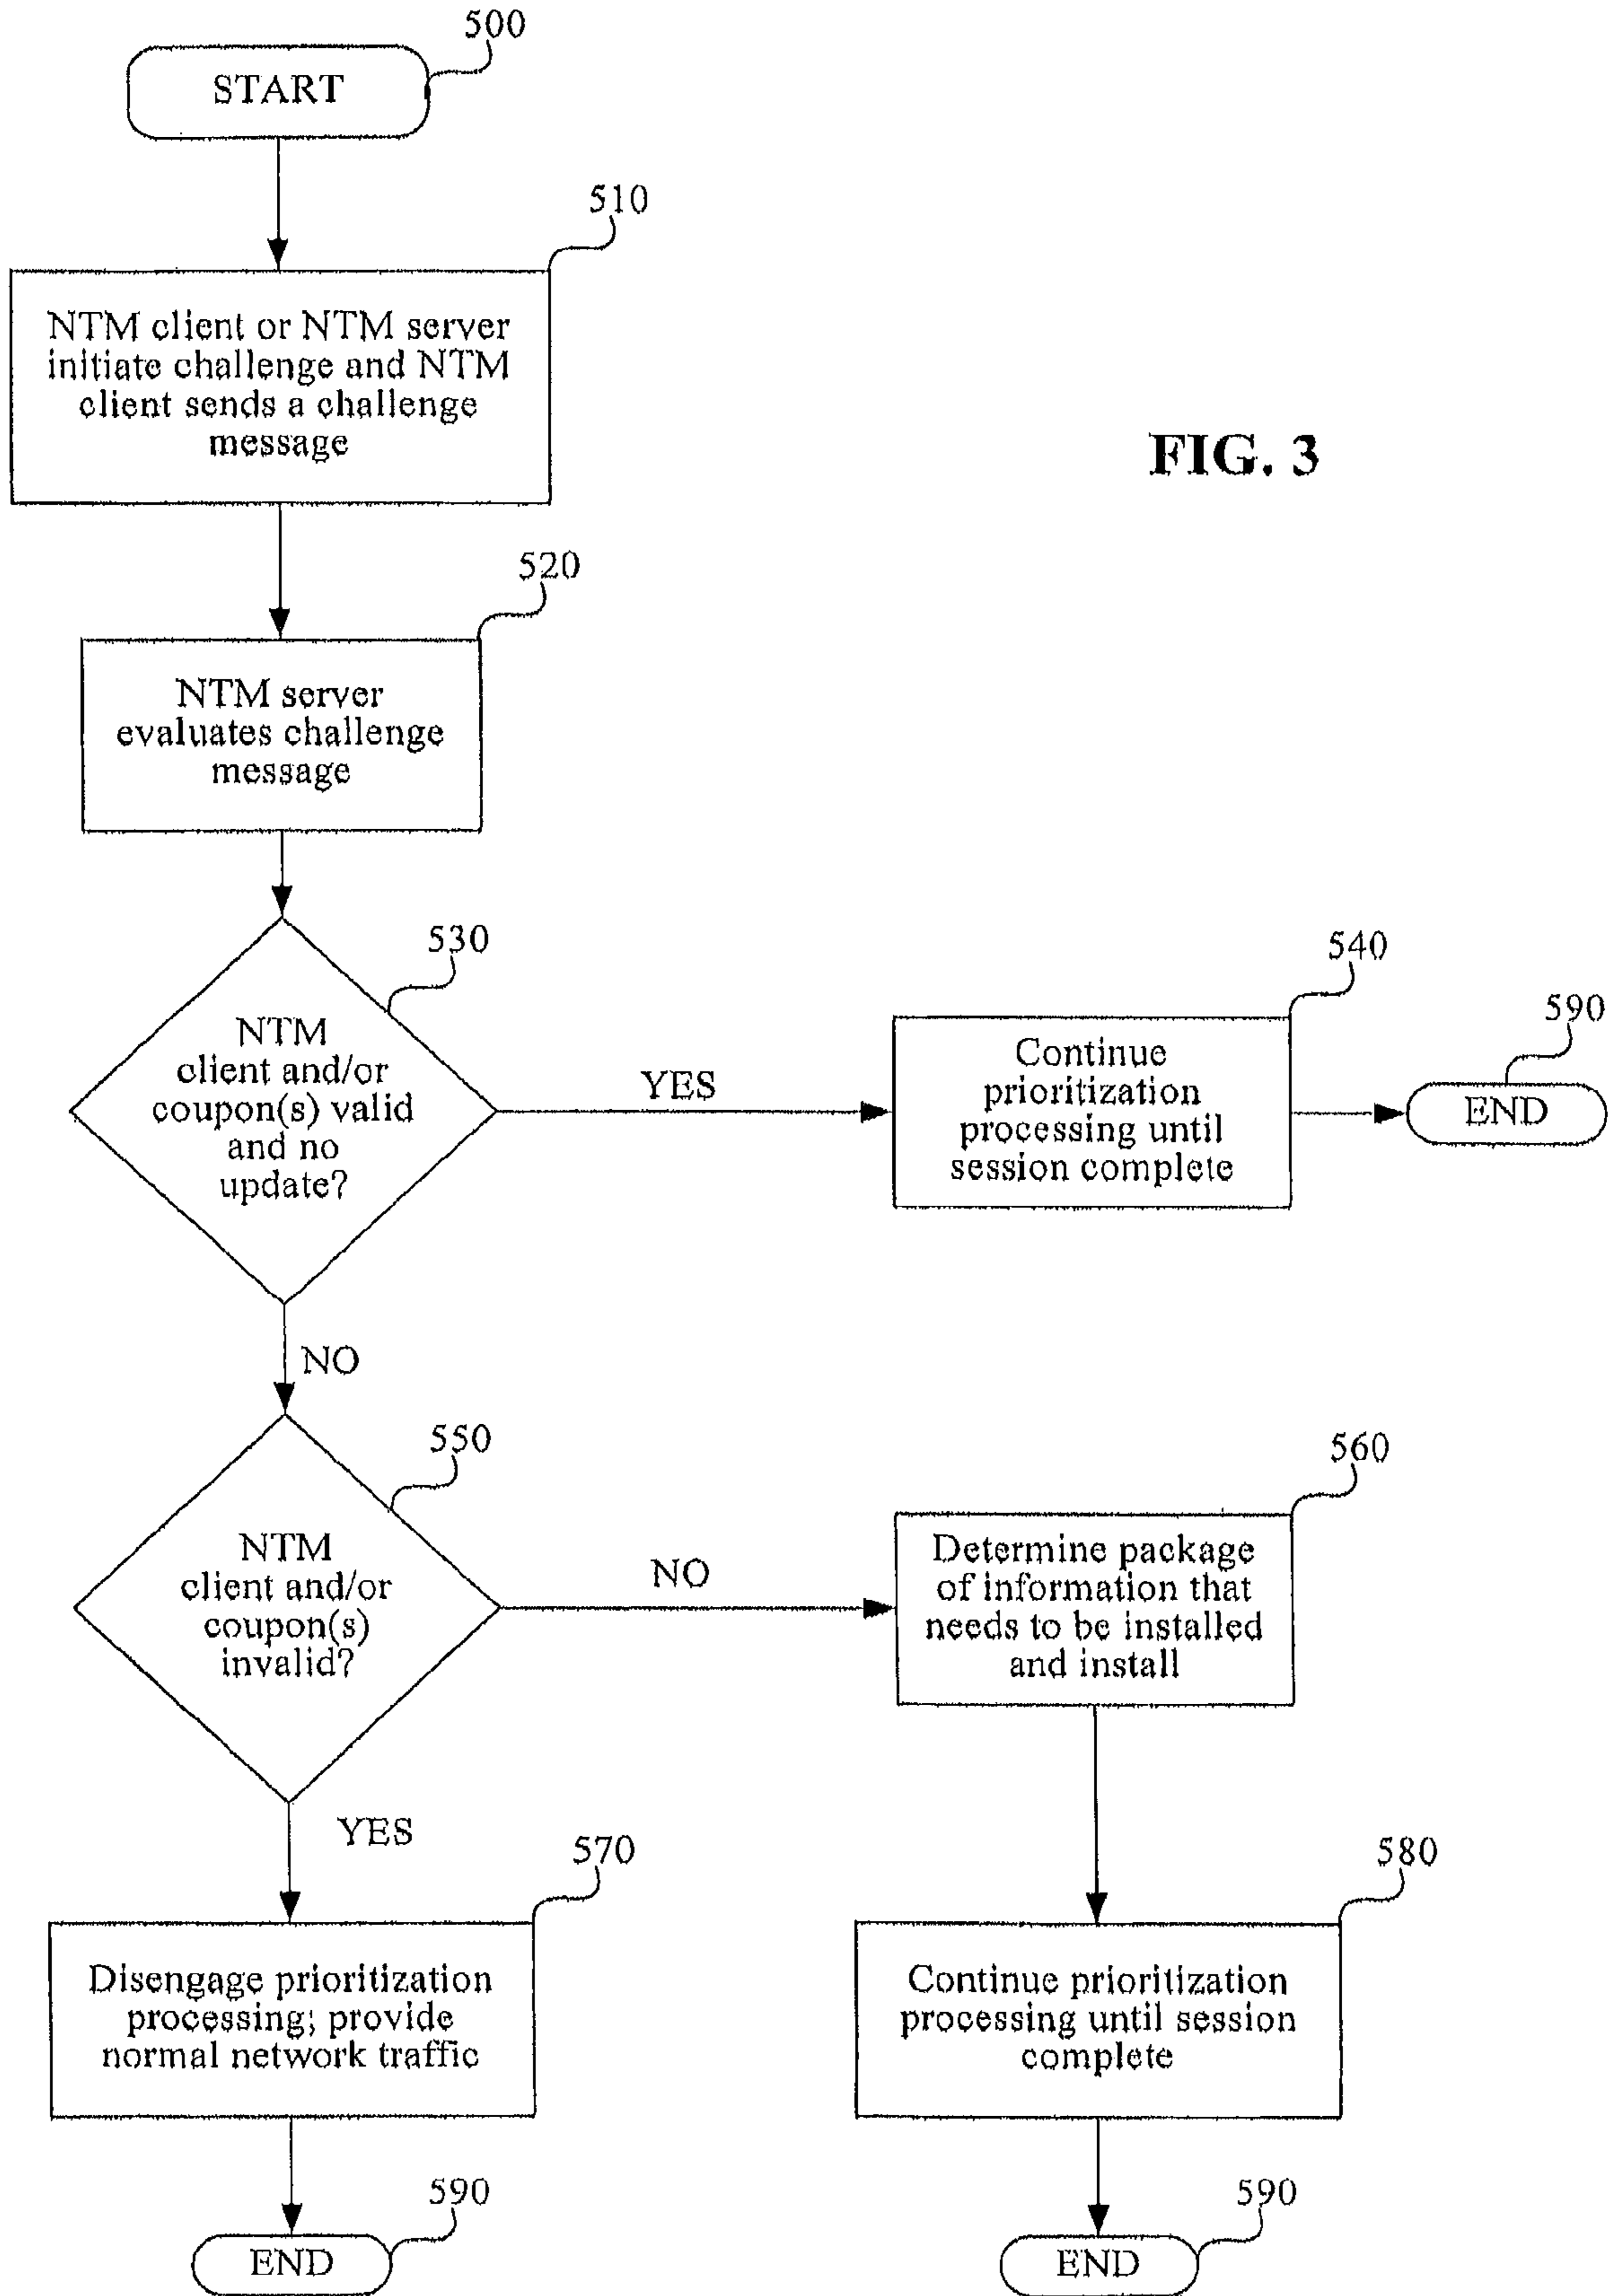 500
START
510
NTM client or NTM server
initiate challenge and NTM
client sends a challenge
message
FIG. 3
520
NTM server
evaluates challenge
message
530
NTM
client and/or
coupon(s) valid
and no
update?
YES
540
Continue
prioritization
processing until
session complete
590
END
NO
550
NTM
client and/or
coupon(s)
invalid?
NO
560
Determine package
of information that
needs to be installed
and install
YES
570
Disengage prioritization
processing; provide
normal network traffic
580
Continue prioritization
processing until session
complete
590
END
590
END